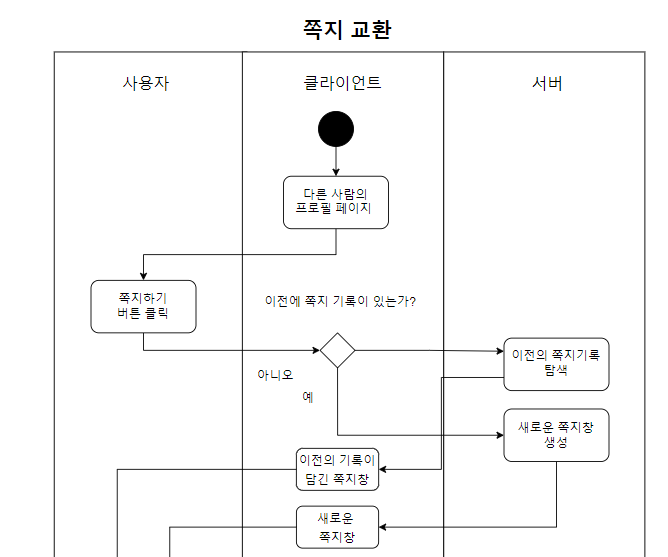 쪽지 교환
사용자
클라이언트
서버
다른 사람의
프로필 페이지
쪽지하기
버튼 클릭
이전에 쪽지 기록이 있는가?
이전의 쪽지기록
탐색
아니오
예
새로운 쪽지창
생성
이전의 기록이
담긴 쪽지창
새로운
쪽지창